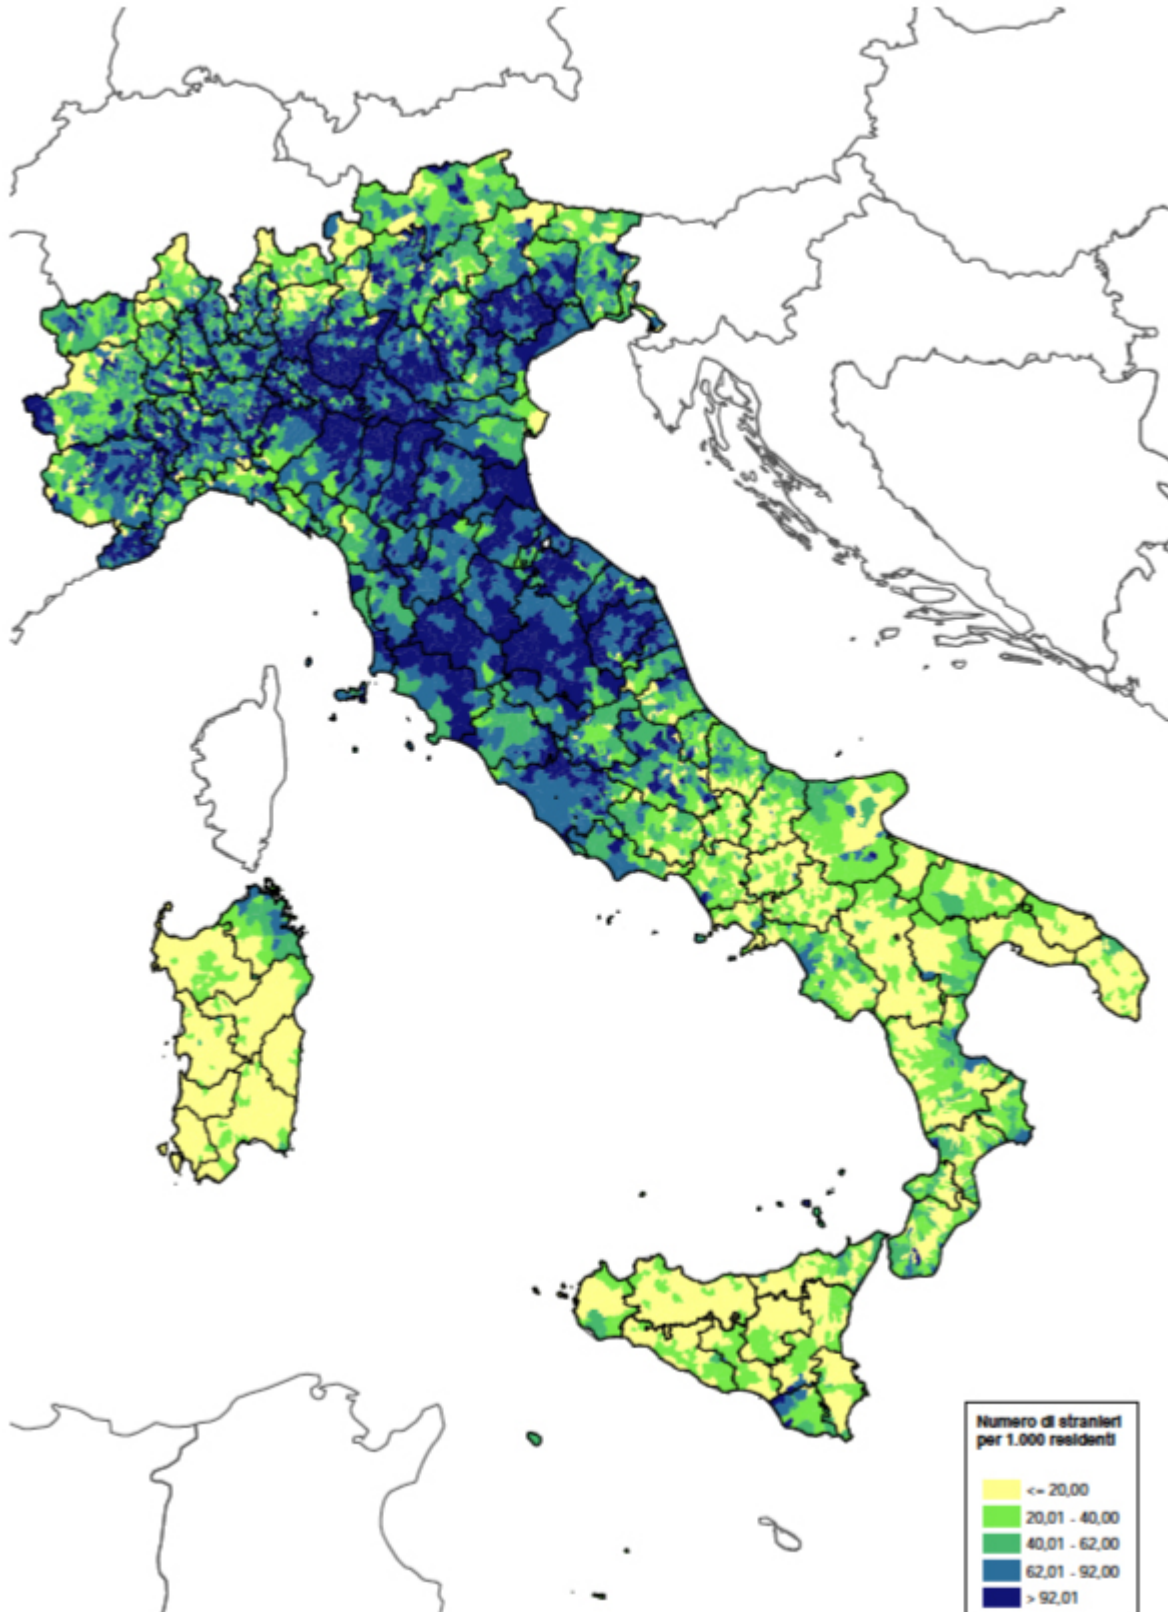 Numero di stranieri
per 1.000 residenti
<= 20,00
20,01 - 40,00
40,01 - 62,00
62,01 - 92,00
> 92,01